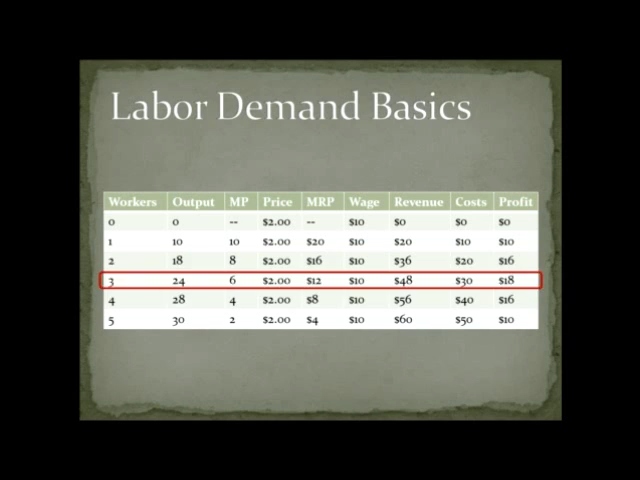 Labor Demand Basics
Workers Output MP Price MRP Wage Revenue Costs Profit
0 0 -- $2.00 -- $10 $0 $0 $0
1 10 10 $2.00 $20 $10 $20 $10 $10
2 18 8 $2.00 $16 $10 $36 $20 $16
3 24 6 $2.00 $12 $10 $48 $30 $18
4 28 4 $2.00 $8 $10 $56 $40 $16
5 30 2 $2.00 $4 $10 $60 $50 $10